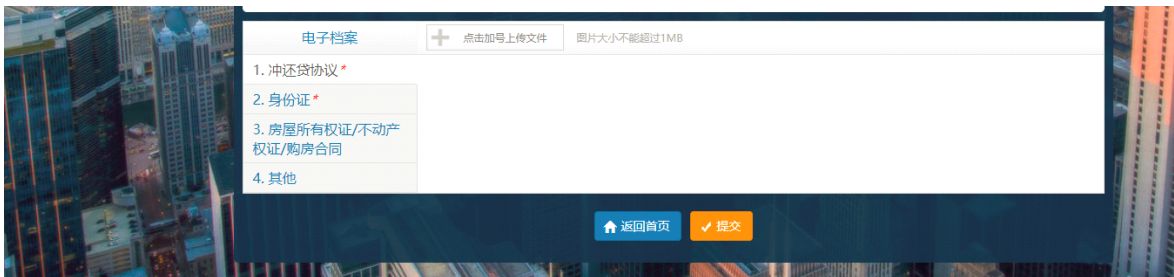 电子档案
点击加号上传文件
图片大小不能超过1MB
1. 冲还贷协议 *
2. 身份证 *
3. 房屋所有权证/不动产
权证/购房合同
4. 其他
返回首页
提交